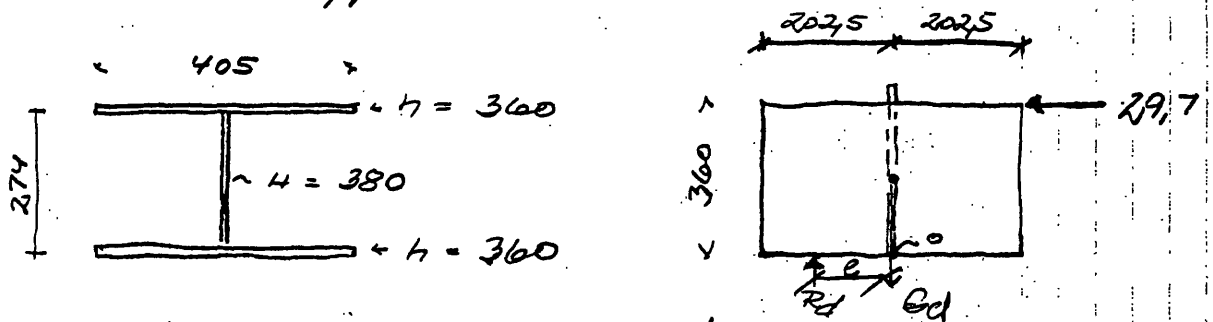 405
h = 360
274
H = 380
h = 360
202,5 202,5
29,7
360
o
e
Rd
Gd